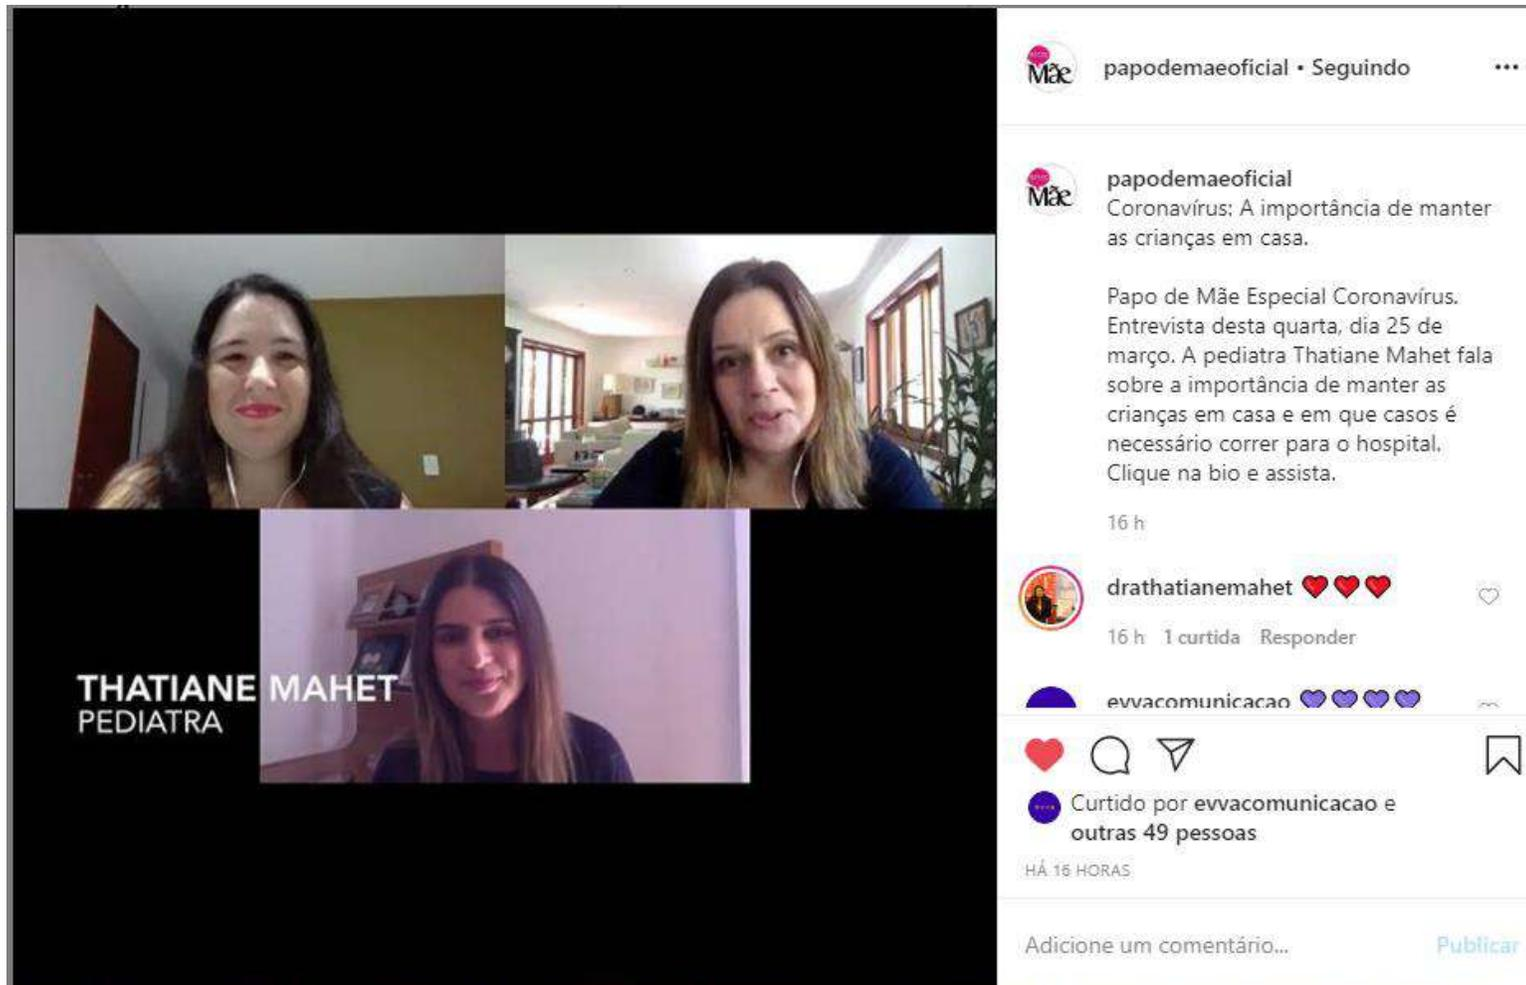 THATIANE MAHET
PEDIATRA
Mãe
papodemaeoficial • Seguindo
Mãe
papodemaeoficial
Coronavírus: A importância de manter
as crianças em casa.
Papo de Mãe Especial Coronavírus.
Entrevista desta quarta, dia 25 de
março. A pediatra Thatiane Mahet fala
sobre a importância de manter as
crianças em casa e em que casos é
necessário correr para o hospital.
Clique na bio e assista.
16 h
drathatianemahet ❤️❤️❤️
16 h 1 curtida Responder
evvacomunicacao 💜💜💜💜
Curtido por evvacomunicacao e
outras 49 pessoas
HÁ 16 HORAS
Adicione um comentário...
Publicar